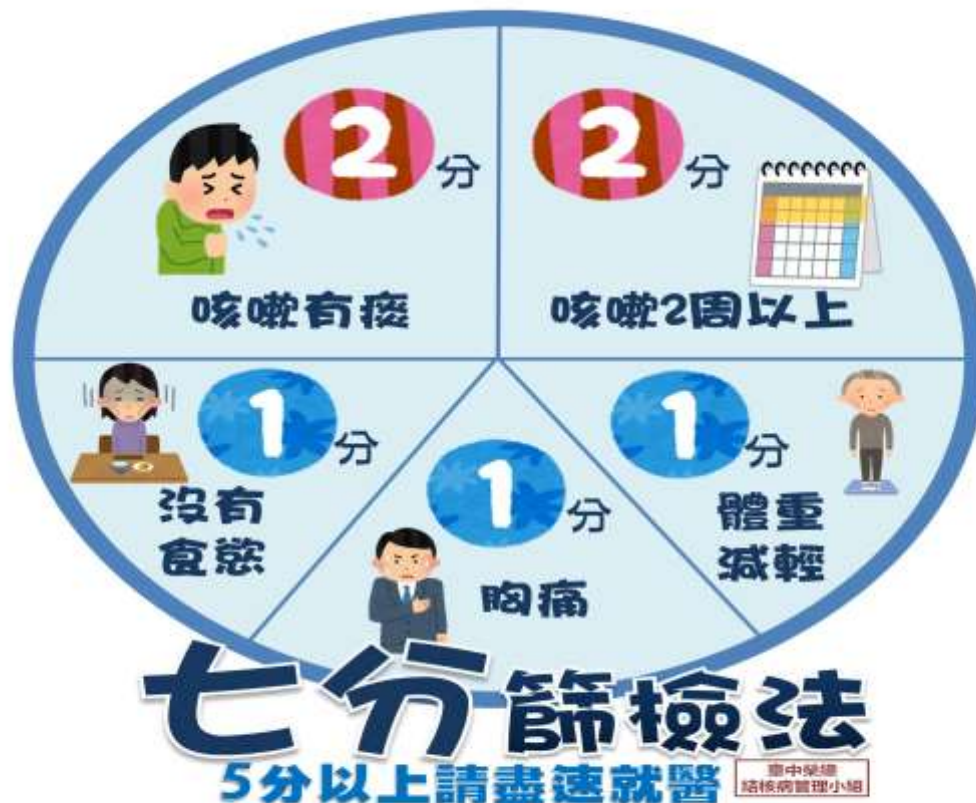 2分
咳嗽有痰
2分
咳嗽2周以上
1分
沒有
食慾
1分
胸痛
1分
體重
減輕
七分篩檢法
5分以上請盡速就醫
臺中榮總
結核病管理小組